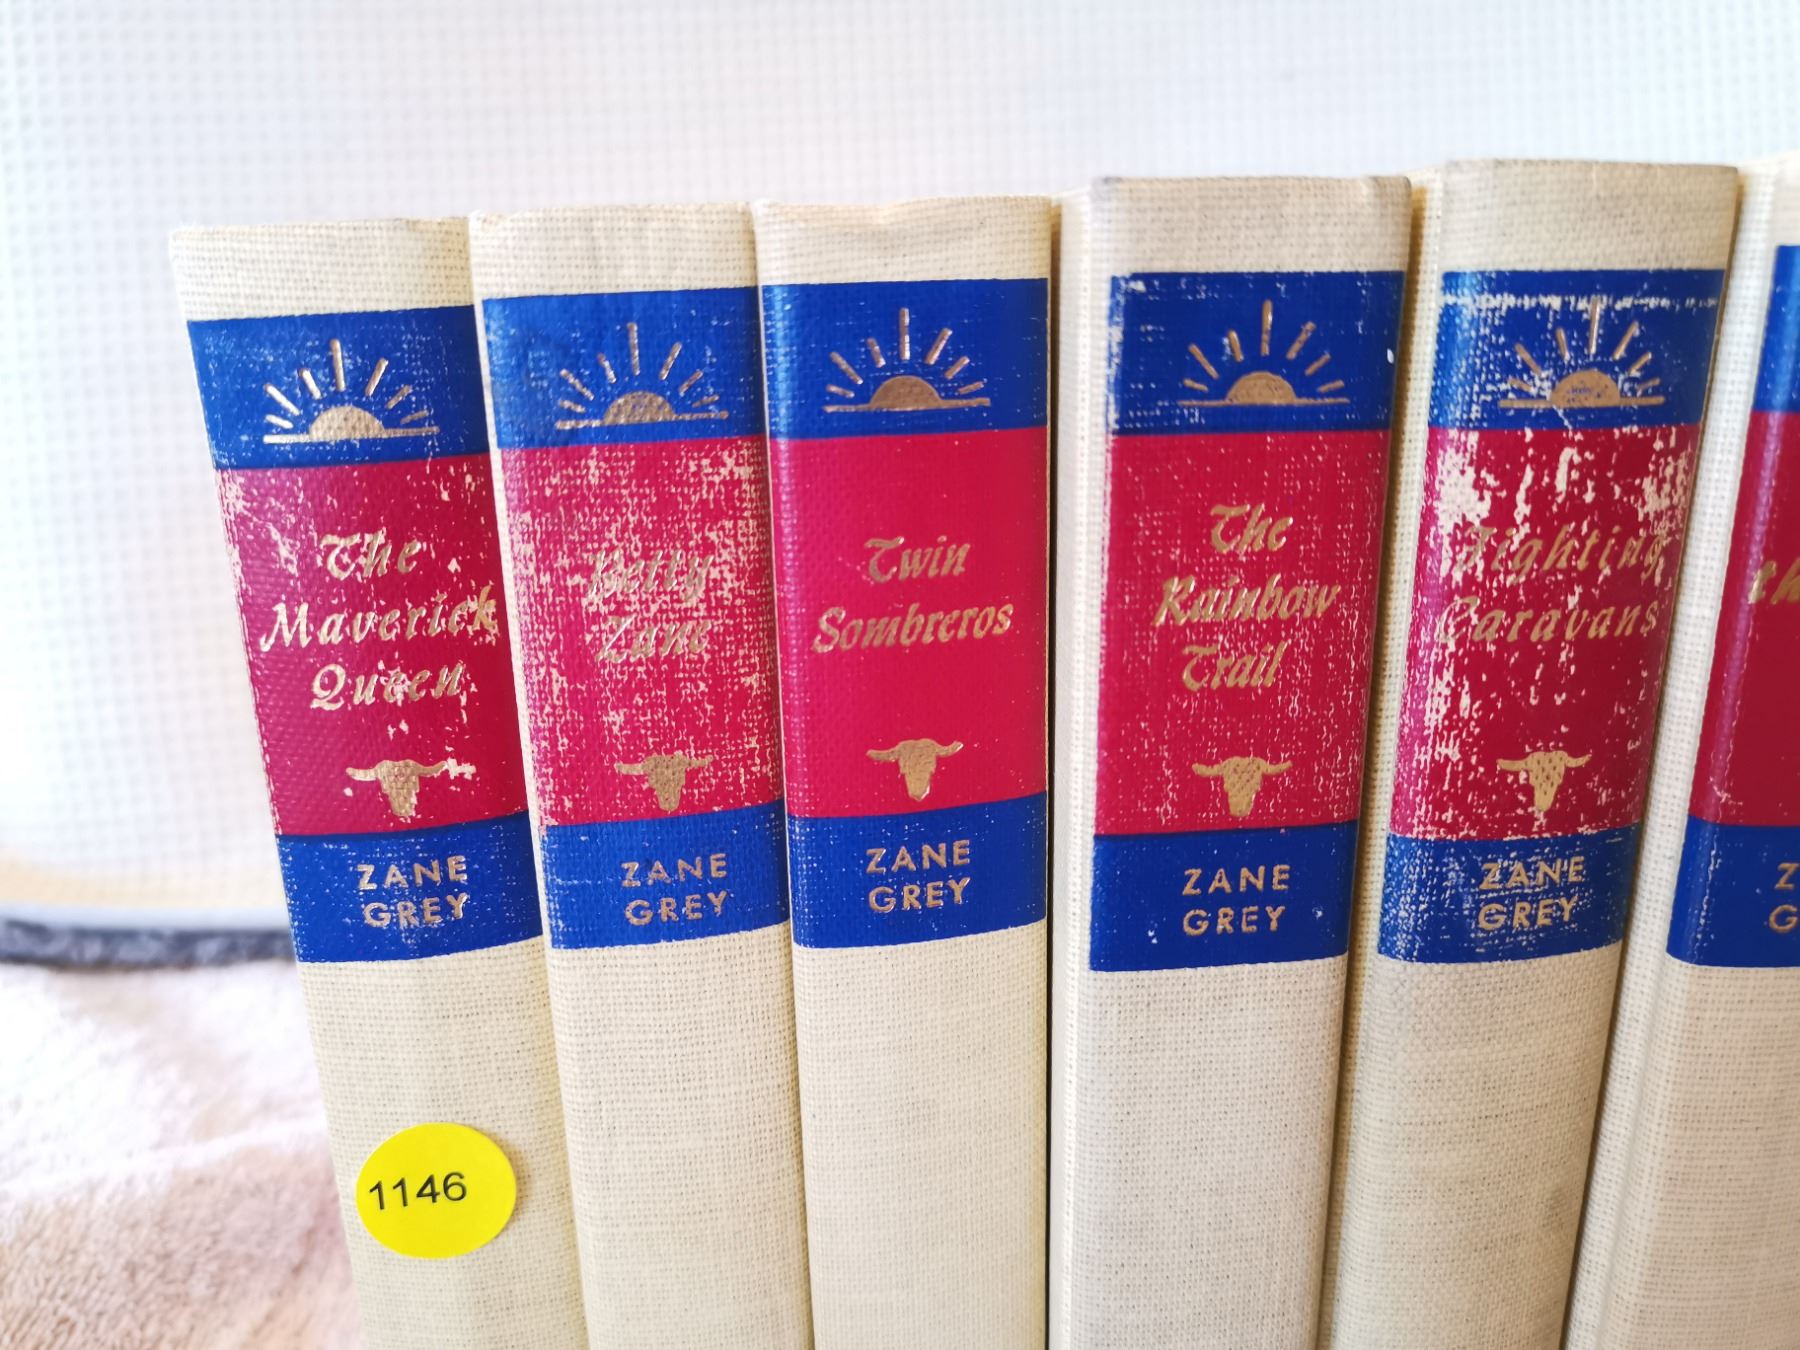 The
Maverick
Queen
ZANE
GREY
1146
Betty
Zane
ZANE
GREY
Twin
Sombreros
ZANE
GREY
The
Rainbow
Trail
ZANE
GREY
Fighting
Caravans
ZANE
GREY